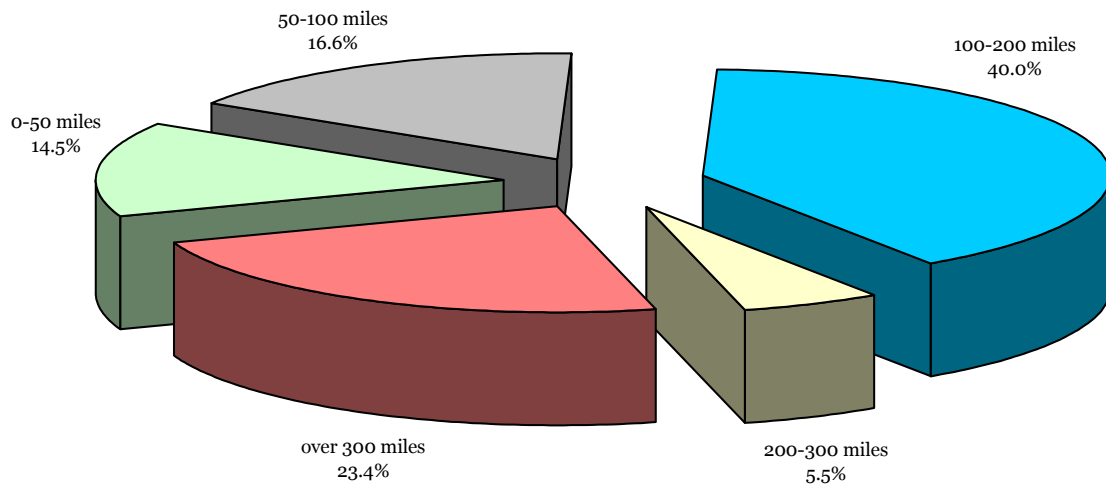 50-100 miles
16.6%
100-200 miles
40.0%
0-50 miles
14.5%
over 300 miles
23.4%
200-300 miles
5.5%